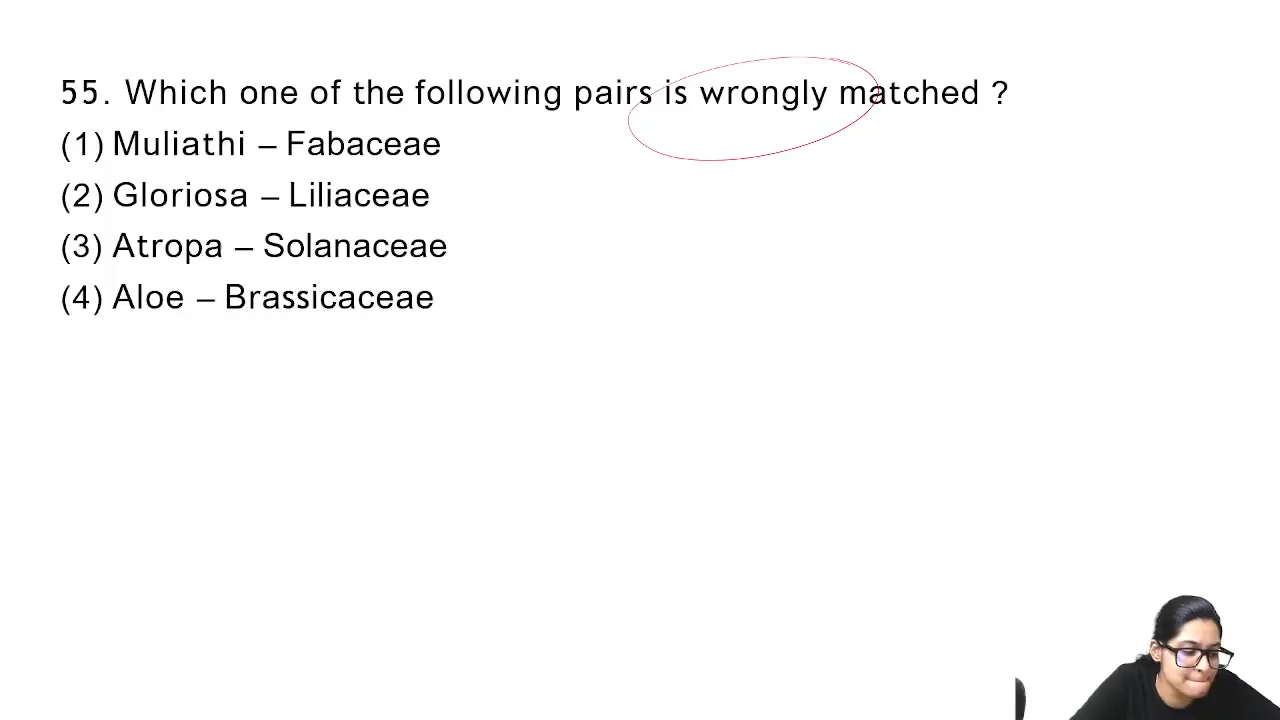 55. Which one of the following pairs is wrongly matched ?
(1) Muliathi – Fabaceae
(2) Gloriosa – Liliaceae
(3) Atropa – Solanaceae
(4) Aloe – Brassicaceae